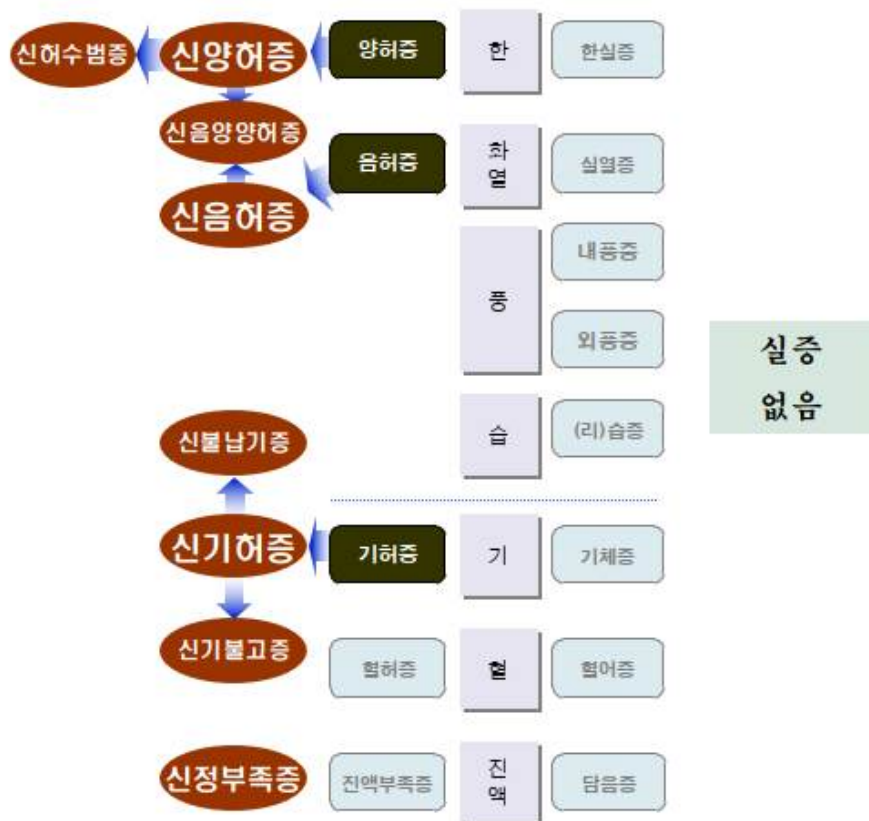 신허수범증
신양허증
양허증
한
한실증
신음양양허증
음허증
화
열
실열증
신음허증
내풍증
풍
외풍증
실증
없음
신불납기증
습
(리)습증
신기허증
기허증
기
기체증
신기불고증
혈허증
혈
혈어증
신정부족증
진액부족증
진
액
담음증